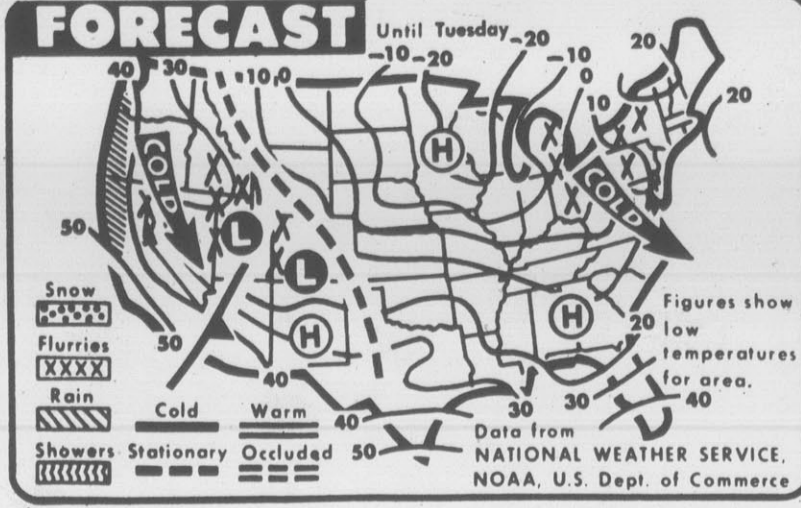 FORECAST
Until Tuesday
-20
-10 -20
-10
0
20
10
20
40 30 -10 0
COLD
COLD
H
L
L
H
H
50
50
40
40
50
30
30
40
20
Snow
Flurries
XXXX
Rain
Showers
Cold Warm
Stationary Occluded
Figures show
low
temperatures
for area.
Data from
NATIONAL WEATHER SERVICE,
NOAA, U.S. Dept. of Commerce